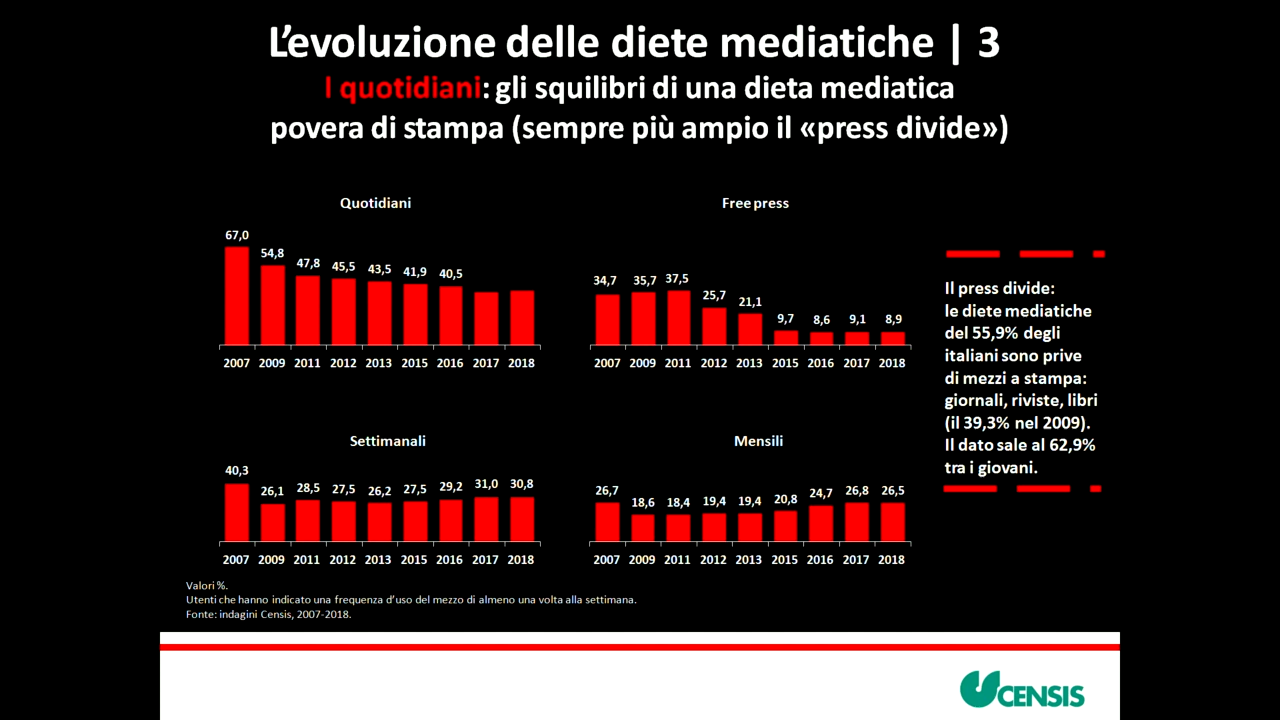 L'evoluzione delle diete mediatiche | 3
I quotidiani: gli squilibri di una dieta mediatica
povera di stampa (sempre più ampio il «press divide»)
Quotidiani
67,0 54,8 47,8 45,5 43,5 41,9 40,5
2007 2009 2011 2012 2013 2015 2016 2017 2018
Free press
34,7 35,7 37,5 25,7 21,1 9,7 8,6 9,1 8,9
2007 2009 2011 2012 2013 2015 2016 2017 2018
Settimanali
40,3 26,1 28,5 27,5 26,2 27,5 29,2 31,0 30,8
2007 2009 2011 2012 2013 2015 2016 2017 2018
Mensili
26,7 18,6 18,4 19,4 19,4 20,8 24,7 26,8 26,5
2007 2009 2011 2012 2013 2015 2016 2017 2018
Il press divide:
le diete mediatiche
del 55,9% degli
italiani sono prive
di mezzi a stampa:
giornali, riviste, libri
(il 39,3% nel 2009).
Il dato sale al 62,9%
tra i giovani.
Valori %.
Utenti che hanno indicato una frequenza d'uso del mezzo di almeno una volta alla settimana.
Fonte: indagini Censis, 2007-2018.
CENSIS